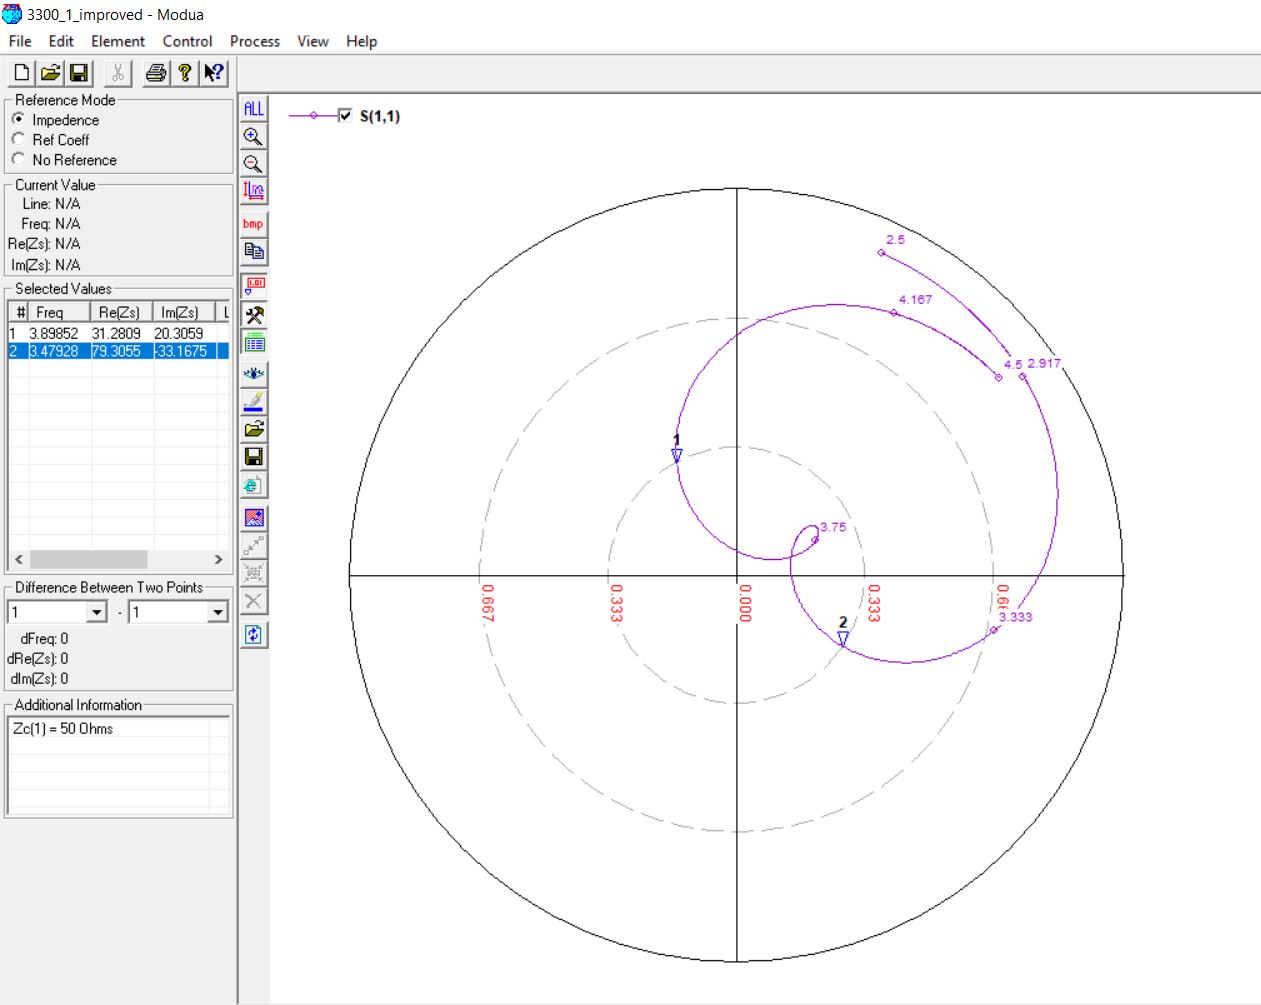 3300_1_improved - Modua
File Edit Element Control Process View Help
Reference Mode
Impedence
Ref Coeff
No Reference
Current Value
Line: N/A
Freq: N/A
Re(Zs): N/A
Im(Zs): N/A
Selected Values
# Freq Re(Zs) Im(Zs) L
1 3.89852 31.2809 20.3059
2 3.47928 79.3055 -33.1675
Difference Between Two Points
1 - 1
dFreq: 0
dRe(Zs): 0
dIm(Zs): 0
Additional Information
Zc(1) = 50 Ohms
ALL
bmp
1.01
S(1,1)
2.5
4.167
4.5 2.917
1
3.75
0.667
0.333
0.000
0.333
0.66
3.333
2